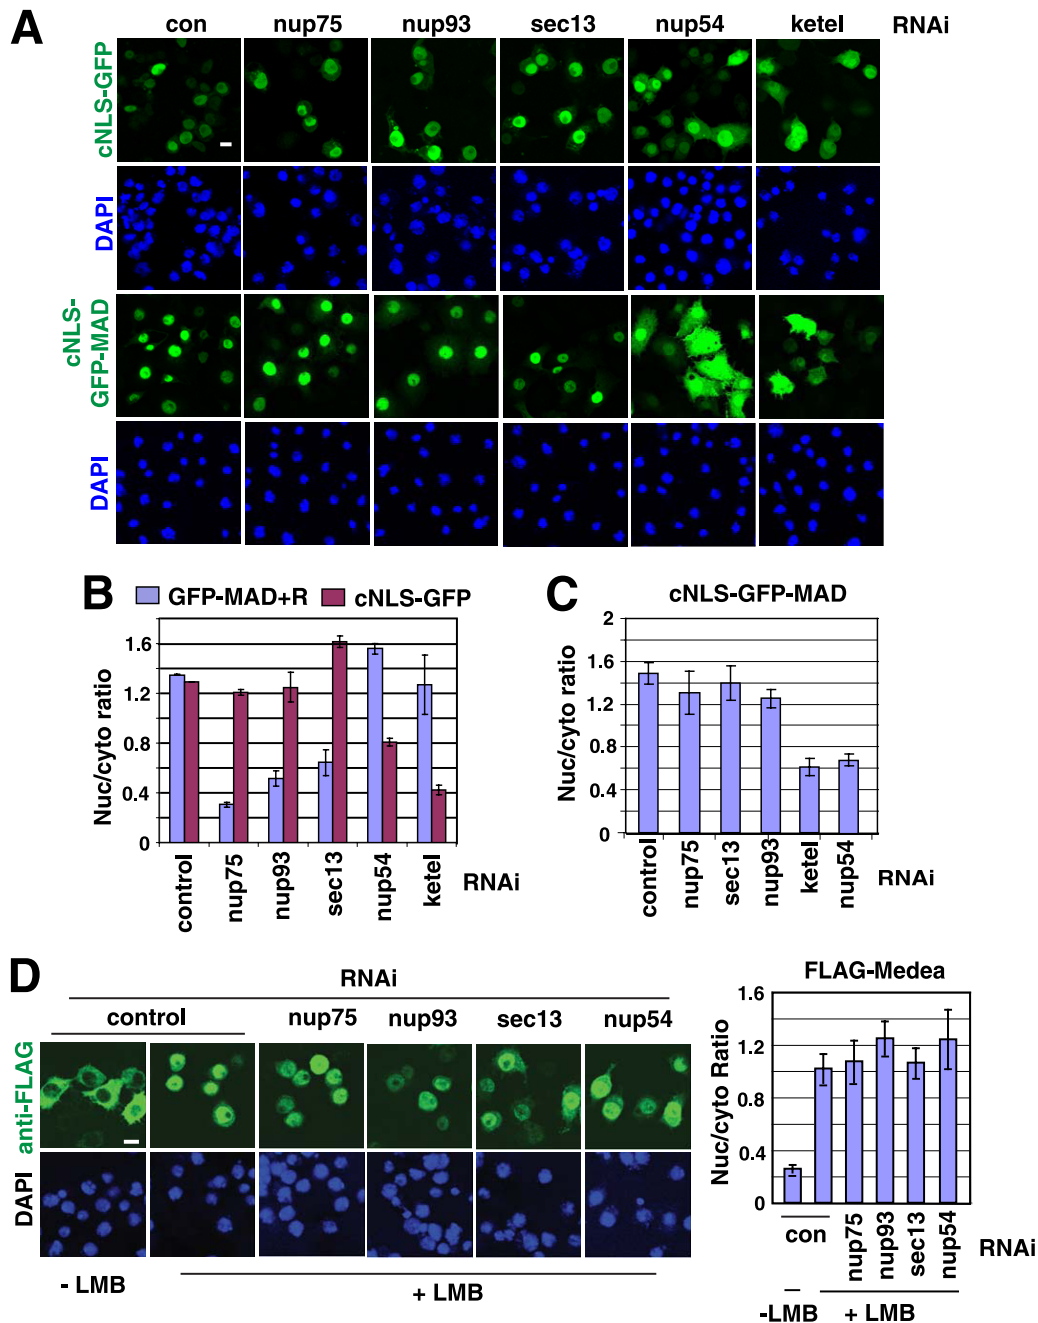 A
con nup75 nup93 sec13 nup54 ketel RNAi
cNLS-GFP
DAPI
cNLS-
GFP-MAD
DAPI
B
GFP-MAD+R cNLS-GFP
Nuc/cyto ratio
1.6
1.2
0.8
0.4
0
control nup75 nup93 sec13 nup54 ketel RNAi
C
cNLS-GFP-MAD
Nuc/cyto ratio
2
1.6
1.2
0.8
0.4
0
control nup75 sec13 nup93 ketel nup54 RNAi
D
RNAi
control nup75 nup93 sec13 nup54
anti-FLAG
DAPI
- LMB + LMB
FLAG-Medea
Nuc/cyto Ratio
1.6
1.2
0.8
0.4
0
con nup75 nup93 sec13 nup54 RNAi
-LMB + LMB